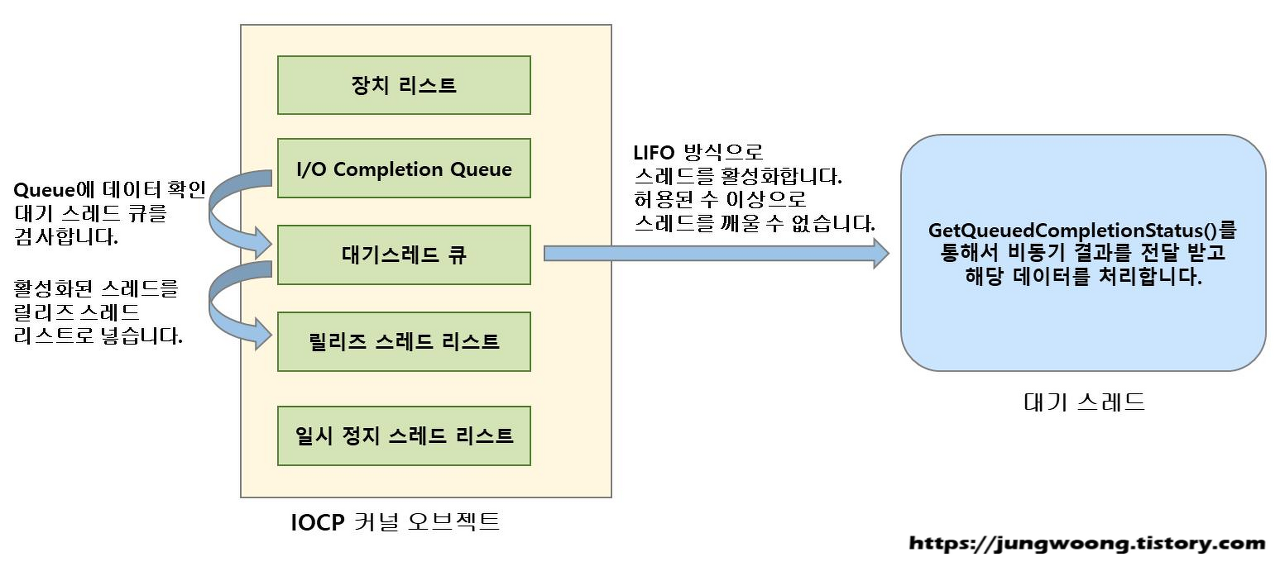 장치 리스트
I/O Completion Queue
Queue에 데이터 확인
대기 스레드 큐를
검사합니다.
대기스레드 큐
활성화된 스레드를
릴리즈 스레드
리스트로 넣습니다.
릴리즈 스레드 리스트
일시 정지 스레드 리스트
IOCP 커널 오브젝트
LIFO 방식으로
스레드를 활성화합니다.
허용된 수 이상으로
스레드를 깨울 수 없습니다.
GetQueuedCompletionStatus()를
통해서 비동기 결과를 전달 받고
해당 데이터를 처리합니다.
대기 스레드
https://jungwoong.tistory.com